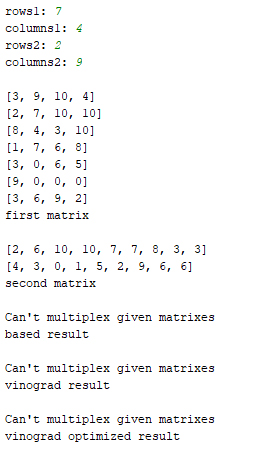 rows1: 7
columns1: 4
rows2: 2
columns2: 9
[3, 9, 10, 4]
[2, 7, 10, 10]
[8, 4, 3, 10]
[1, 7, 6, 8]
[3, 0, 6, 5]
[9, 0, 0, 0]
[3, 6, 9, 2]
first matrix
[2, 6, 10, 10, 7, 7, 8, 3, 3]
[4, 3, 0, 1, 5, 2, 9, 6, 6]
second matrix
Can't multiplex given matrixes
based result
Can't multiplex given matrixes
vinograd result
Can't multiplex given matrixes
vinograd optimized result